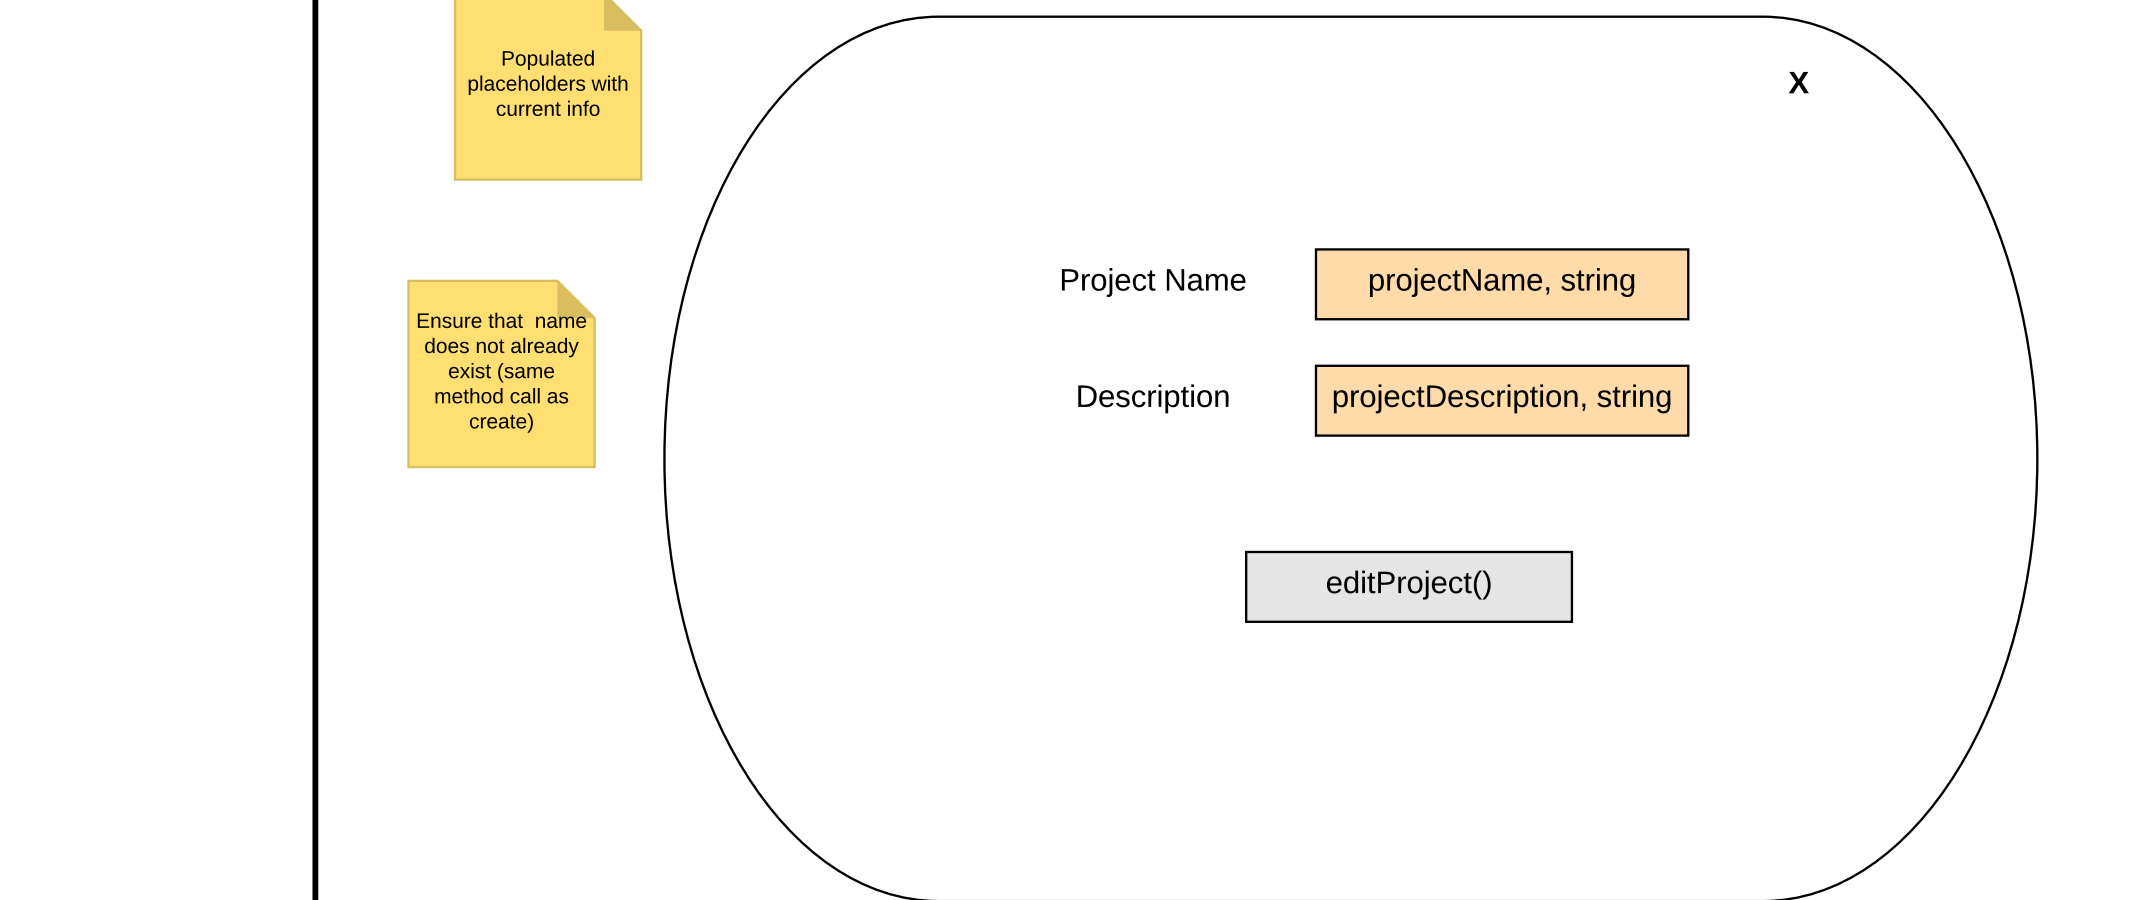 Populated
placeholders with
current info
X
Ensure that  name
does not already
exist (same
method call as
create)
Project Name
projectName, string
Description
projectDescription, string
editProject()